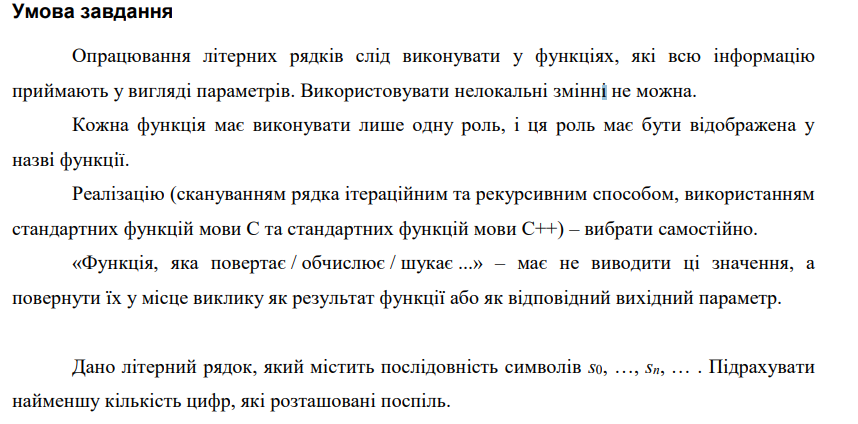 Умова завдання
Опрацювання літерних рядків слід виконувати у функціях, які всю інформацію
приймають у вигляді параметрів. Використовувати нелокальні змінні не можна.
Кожна функція має виконувати лише одну роль, і ця роль має бути відображена у
назві функції.
Реалізацію (скануванням рядка ітераційним та рекурсивним способом, використанням
стандартних функцій мови C та стандартних функцій мови C++) – вибрати самостійно.
«Функція, яка повертає / обчислює / шукає ...» – має не виводити ці значення, а
повернути їх у місце виклику як результат функції або як відповідний вихідний параметр.
Дано літерний рядок, який містить послідовність символів s0, …, sn, … . Підрахувати
найменшу кількість цифр, які розташовані поспіль.